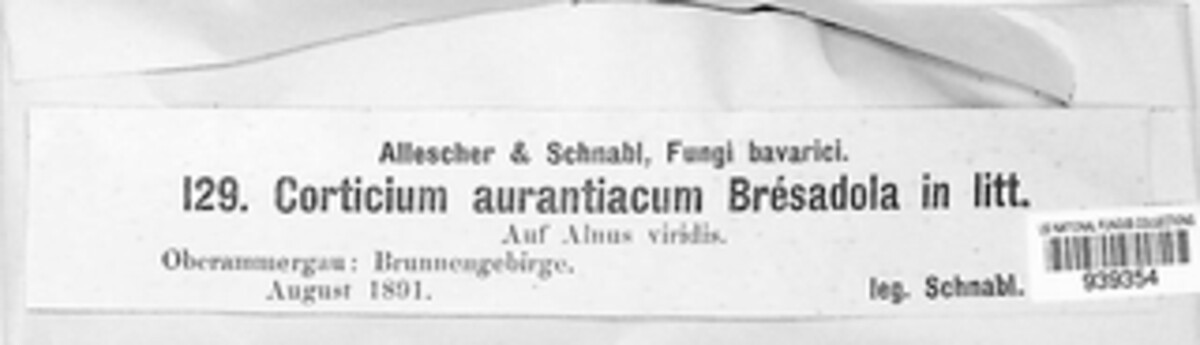 Allescher & Schnabl, Fungi bavarici.
129. Corticium aurantiacum Brésadola in litt.
Auf Alnus viridis.
Oberammergau: Brunnengebirge.
August 1891.
leg. Schnabl.
US NATIONAL FUNGUS COLLECTIONS
939354